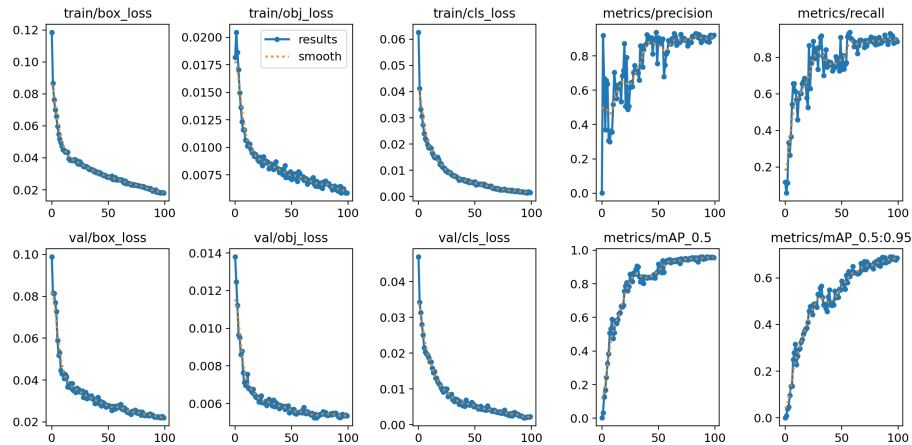 train/box_loss
train/obj_loss
train/cls_loss
metrics/precision
metrics/recall
0.12
0.10
0.08
0.06
0.04
0.02
0 50 100
0.0200
0.0175
0.0150
0.0125
0.0100
0.0075
results
smooth
0 50 100
0.06
0.05
0.04
0.03
0.02
0.01
0.00
0 50 100
0.8
0.6
0.4
0.2
0.0
0 50 100
0.8
0.6
0.4
0.2
0 50 100
val/box_loss
val/obj_loss
val/cls_loss
metrics/mAP_0.5
metrics/mAP_0.5:0.95
0.10
0.08
0.06
0.04
0.02
0 50 100
0.014
0.012
0.010
0.008
0.006
0 50 100
0.04
0.03
0.02
0.01
0.00
0 50 100
1.0
0.8
0.6
0.4
0.2
0.0
0 50 100
0.6
0.4
0.2
0.0
0 50 100